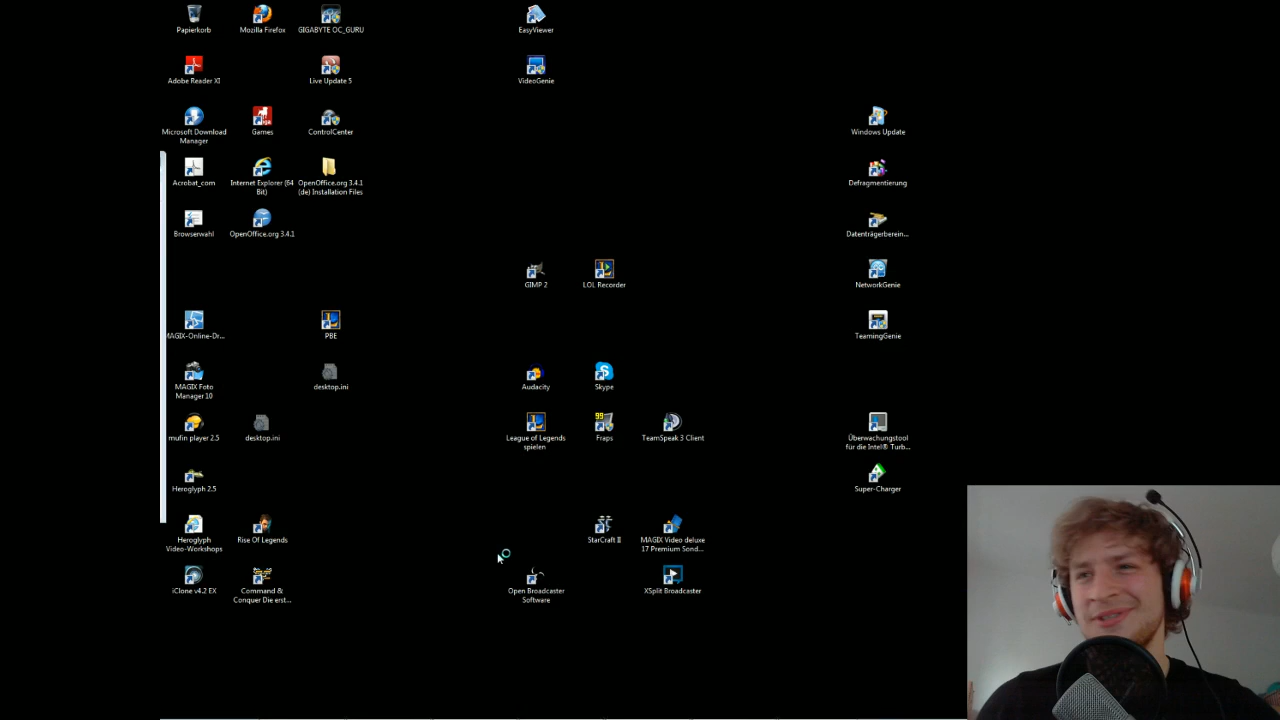 Papierkorb
Mozilla Firefox
GIGABYTE OC_GURU
EasyViewer
Adobe Reader XI
Live Update 5
VideoGenie
Microsoft Download
Manager
Games
ControlCenter
Windows Update
Acrobat_com
Internet Explorer (64
Bit)
OpenOffice.org 3.4.1
(de) Installation Files
Defragmentierung
Browserwahl
OpenOffice.org 3.4.1
Datenträgerberein...
GIMP 2
LOL Recorder
NetworkGenie
MAGIX-Online-Dr...
PBE
TeamingGenie
MAGIX Foto
Manager 10
desktop.ini
Audacity
Skype
mufin player 2.5
desktop.ini
League of Legends
spielen
99
Fraps
TeamSpeak 3 Client
Überwachungstool
für die Intel® Turb...
Heroglyph 2.5
Super-Charger
Heroglyph
Video-Workshops
Rise Of Legends
StarCraft II
MAGIX Video deluxe
17 Premium Sond...
iClone v4.2 EX
Command &
Conquer Die erst...
Open Broadcaster
Software
XSplit Broadcaster